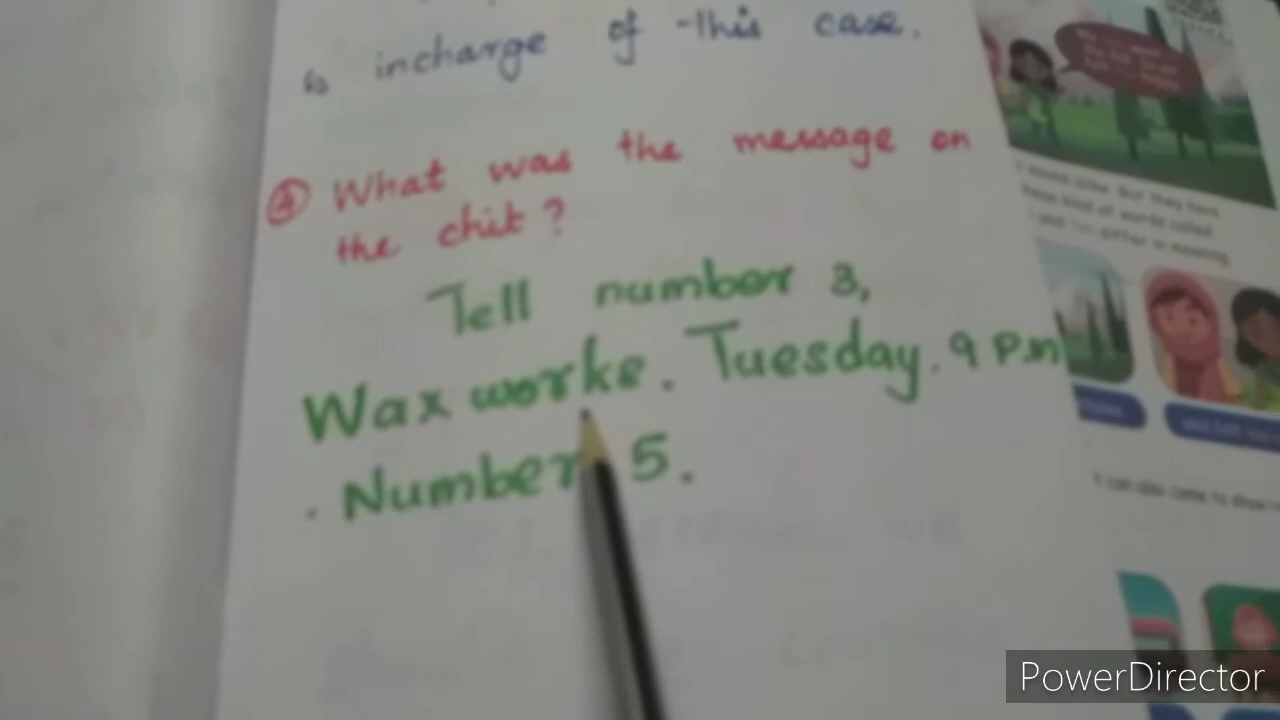 is incharge of this case.
④ What was the message on
the chit?
Tell number 3,
Wax works. Tuesday. 9 P.m
. Number 5.
PowerDirector